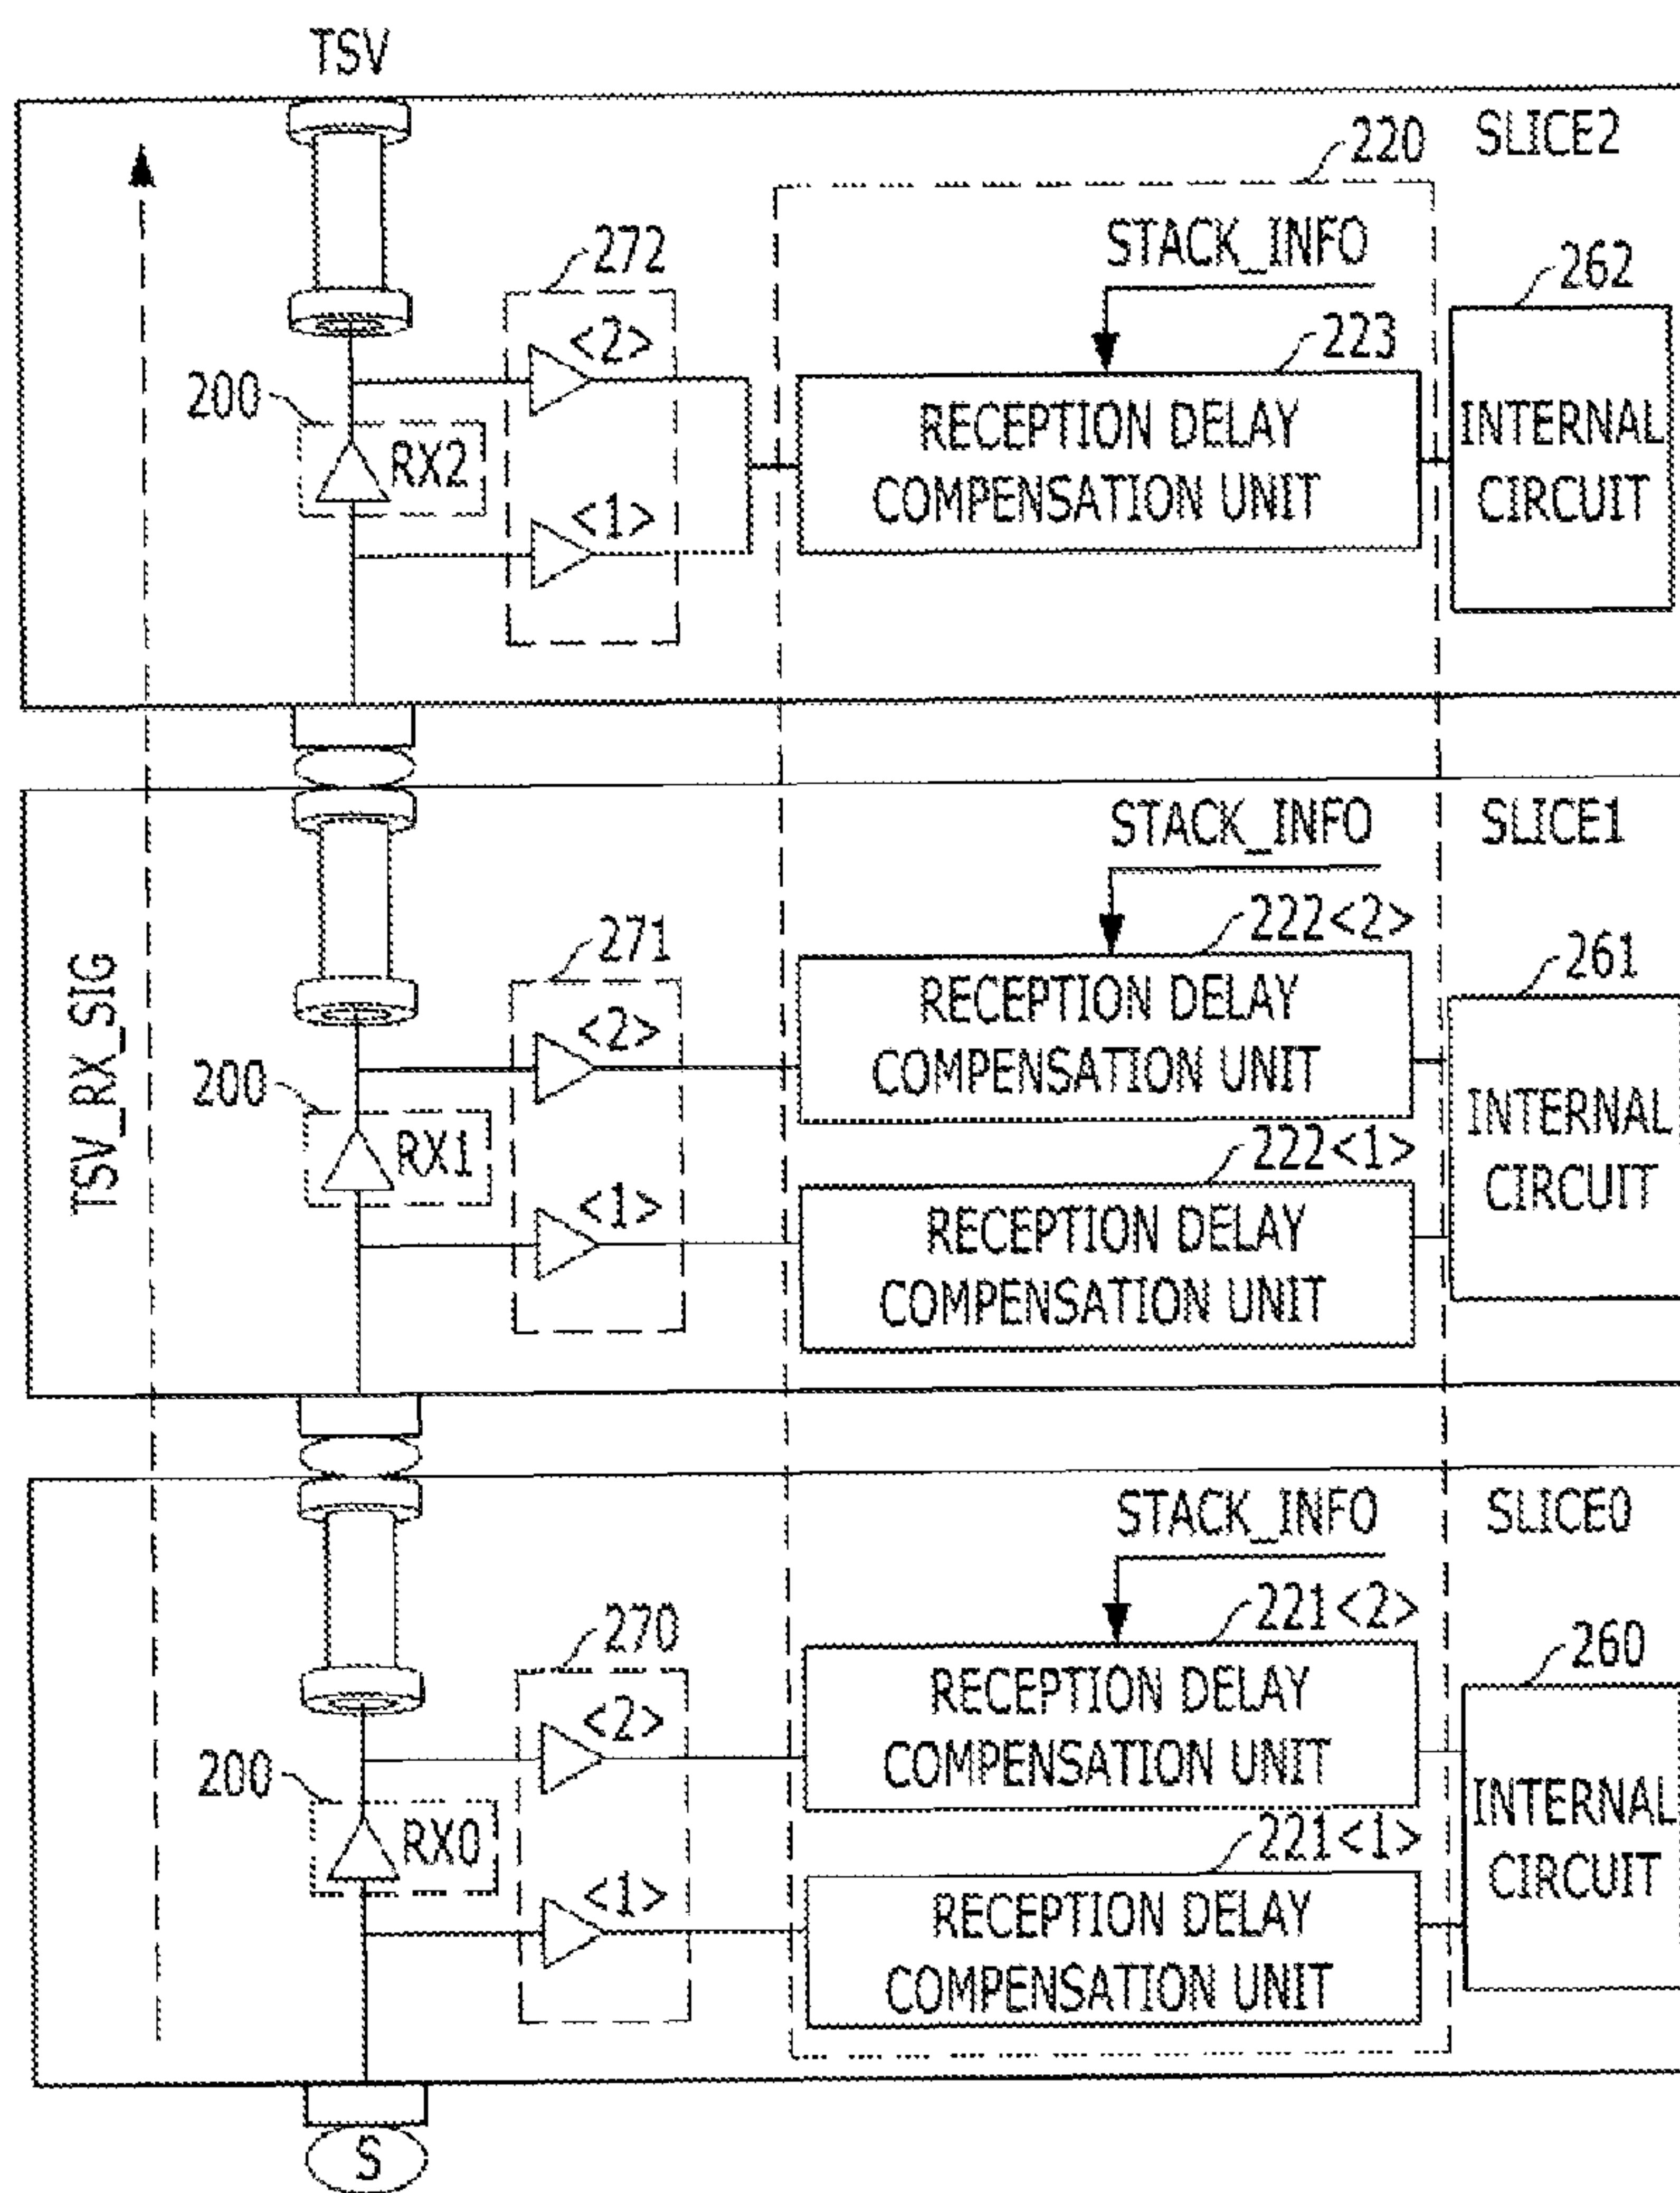 TSV
SLICE2
220
STACK_INFO
272
262
<2>
223
200
RX2
RECEPTION DELAY
COMPENSATION UNIT
INTERNAL
CIRCUIT
<1>
SLICE1
STACK_INFO
271
222<2>
261
TSV_RX_SIG
<2>
RECEPTION DELAY
COMPENSATION UNIT
200
RX1
222<1>
INTERNAL
CIRCUIT
<1>
RECEPTION DELAY
COMPENSATION UNIT
SLICE0
STACK_INFO
270
221<2>
260
<2>
RECEPTION DELAY
COMPENSATION UNIT
200
RX0
221<1>
INTERNAL
CIRCUIT
<1>
RECEPTION DELAY
COMPENSATION UNIT
S